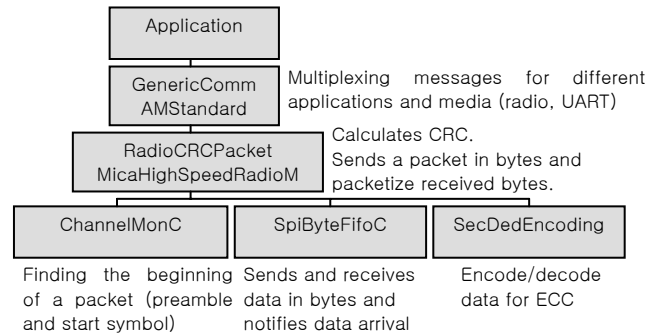 Application
GenericComm
AMStandard
Multiplexing messages for different
applications and media (radio, UART)
RadioCRCPacket
MicaHighSpeedRadioM
Calculates CRC.
Sends a packet in bytes and
packetize received bytes.
ChannelMonC
SpiByteFifoC
SecDedEncoding
Finding the beginning
of a packet (preamble
and start symbol)
Sends and receives
data in bytes and
notifies data arrival
Encode/decode
data for ECC